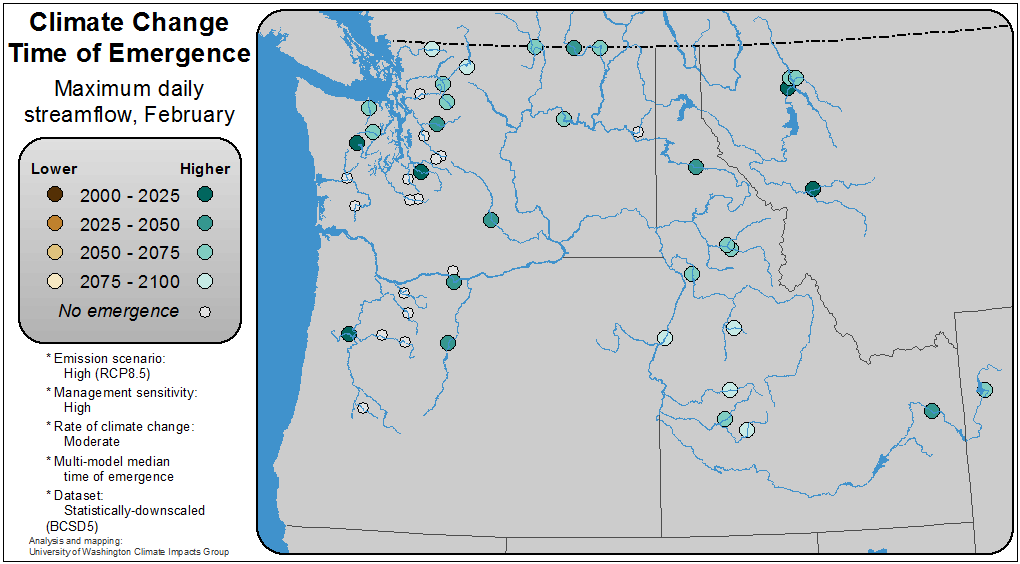 Climate Change
Time of Emergence
Maximum daily
streamflow, February
Lower Higher
2000 - 2025
2025 - 2050
2050 - 2075
2075 - 2100
No emergence
* Emission scenario:
High (RCP8.5)
* Management sensitivity:
High
* Rate of climate change:
Moderate
* Multi-model median
time of emergence
* Dataset:
Statistically-downscaled
(BCSD5)
Analysis and mapping:
University of Washington Climate Impacts Group